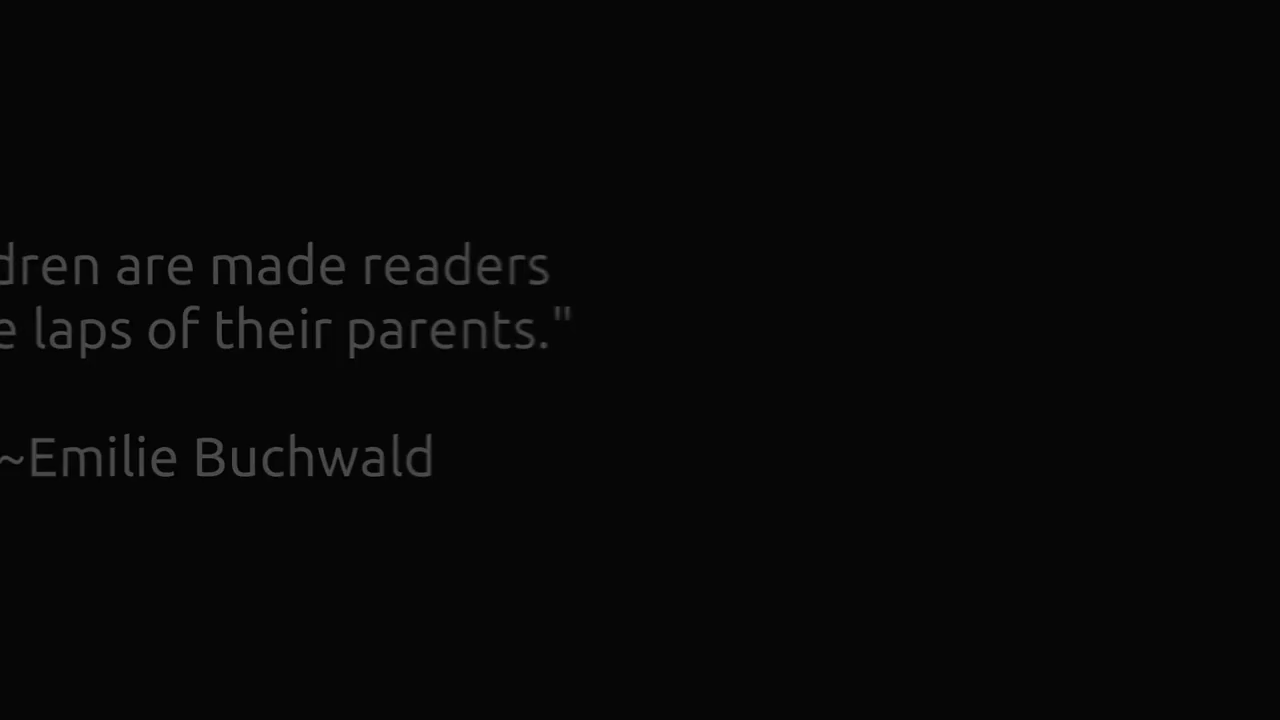 dren are made readers
e laps of their parents."
~Emilie Buchwald